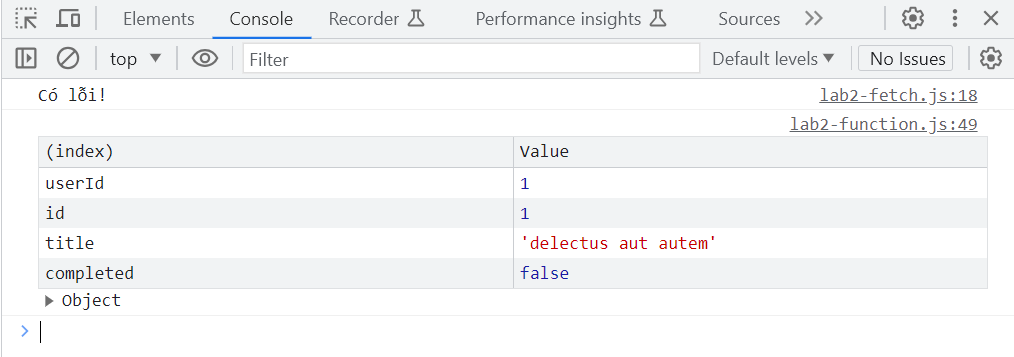 Elements Console Recorder Performance insights Sources
top Filter Default levels No Issues
Có lỗi! lab2-fetch.js:18
lab2-function.js:49
(index) Value
userId 1
id 1
title 'delectus aut autem'
completed false
Object